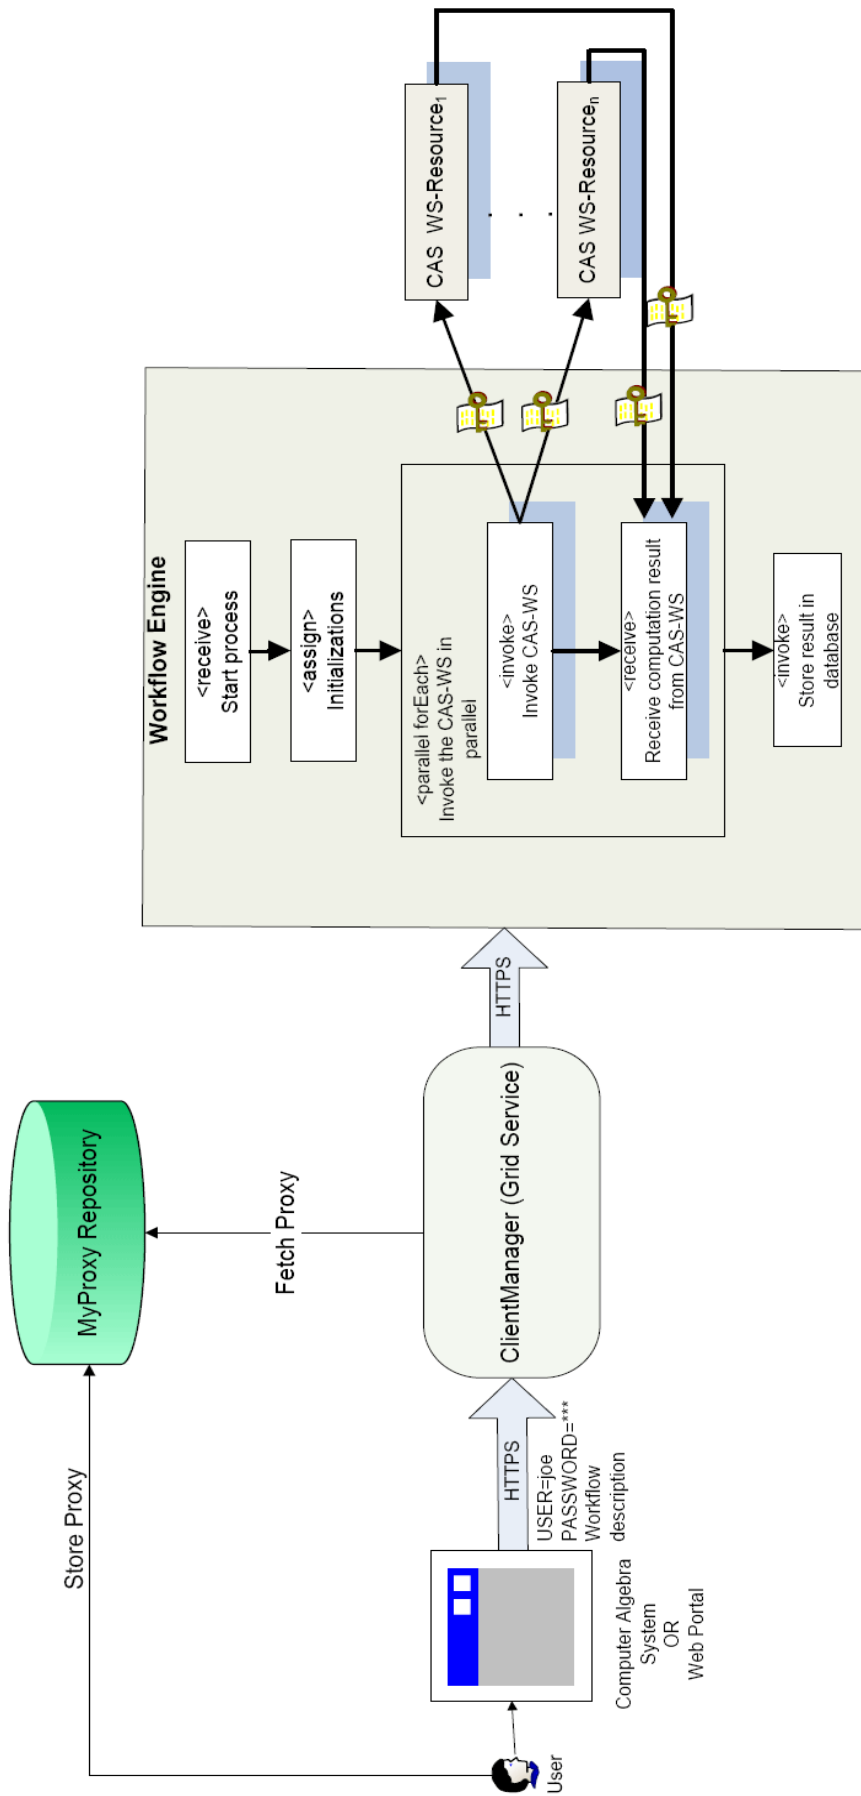 Store Proxy
MyProxy Repository
Fetch Proxy
User
Computer Algebra
System
OR
Web Portal
HTTPS
USER=joe
PASSWORD=***
Workflow
description
ClientManager (Grid Service)
HTTPS
Workflow Engine
<receive>
Start process
<assign>
Initializations
<parallel forEach>
Invoke the CAS-WS in
parallel
<invoke>
Invoke CAS-WS
<receive>
Receive computation result
from CAS-WS
<invoke>
Store result in
database
CAS WS-Resource1
. . .
CAS WS-Resourcen